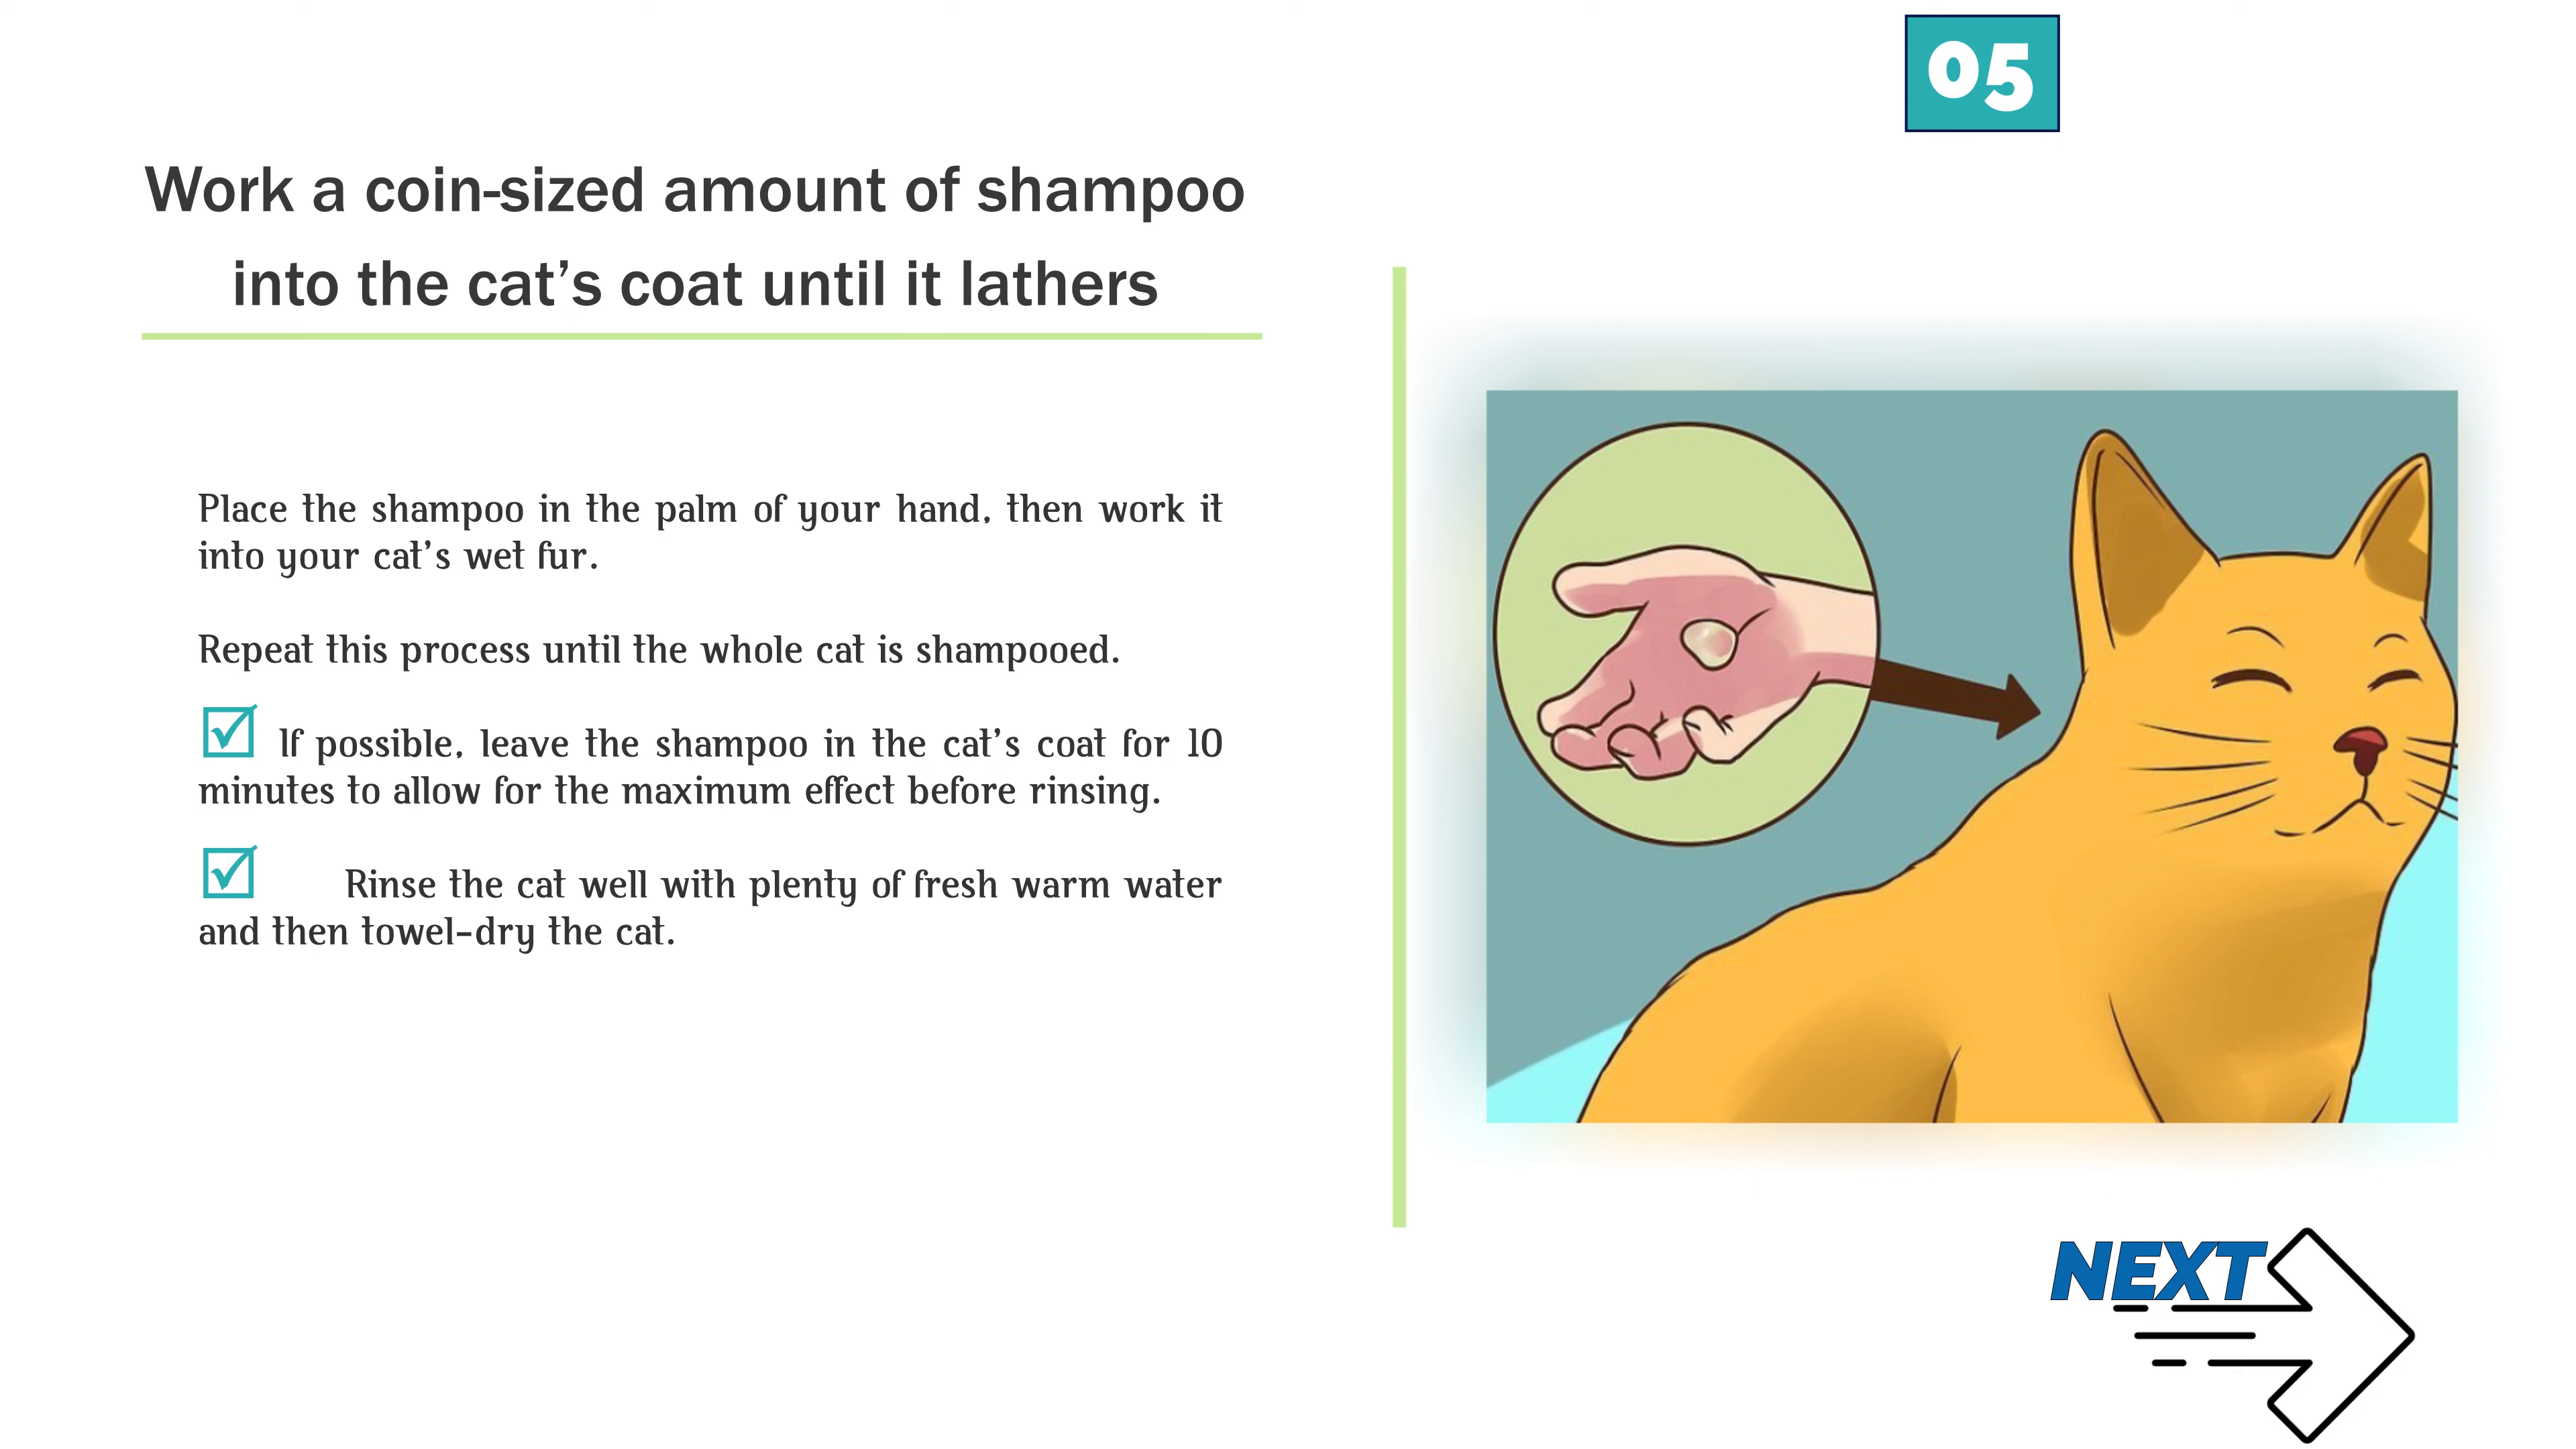 05
Work a coin-sized amount of shampoo
into the cat’s coat until it lathers
Place the shampoo in the palm of your hand, then work it
into your cat’s wet fur.
Repeat this process until the whole cat is shampooed.
If possible, leave the shampoo in the cat’s coat for 10
minutes to allow for the maximum effect before rinsing.
Rinse the cat well with plenty of fresh warm water
and then towel-dry the cat.
NEXT